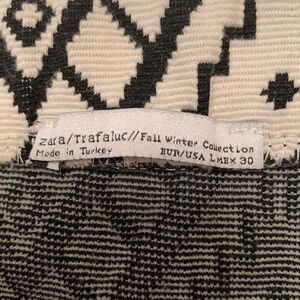 Zara/Trafaluc//Fall Winter Collection
Made in Turkey EUR/USA L MEX 30